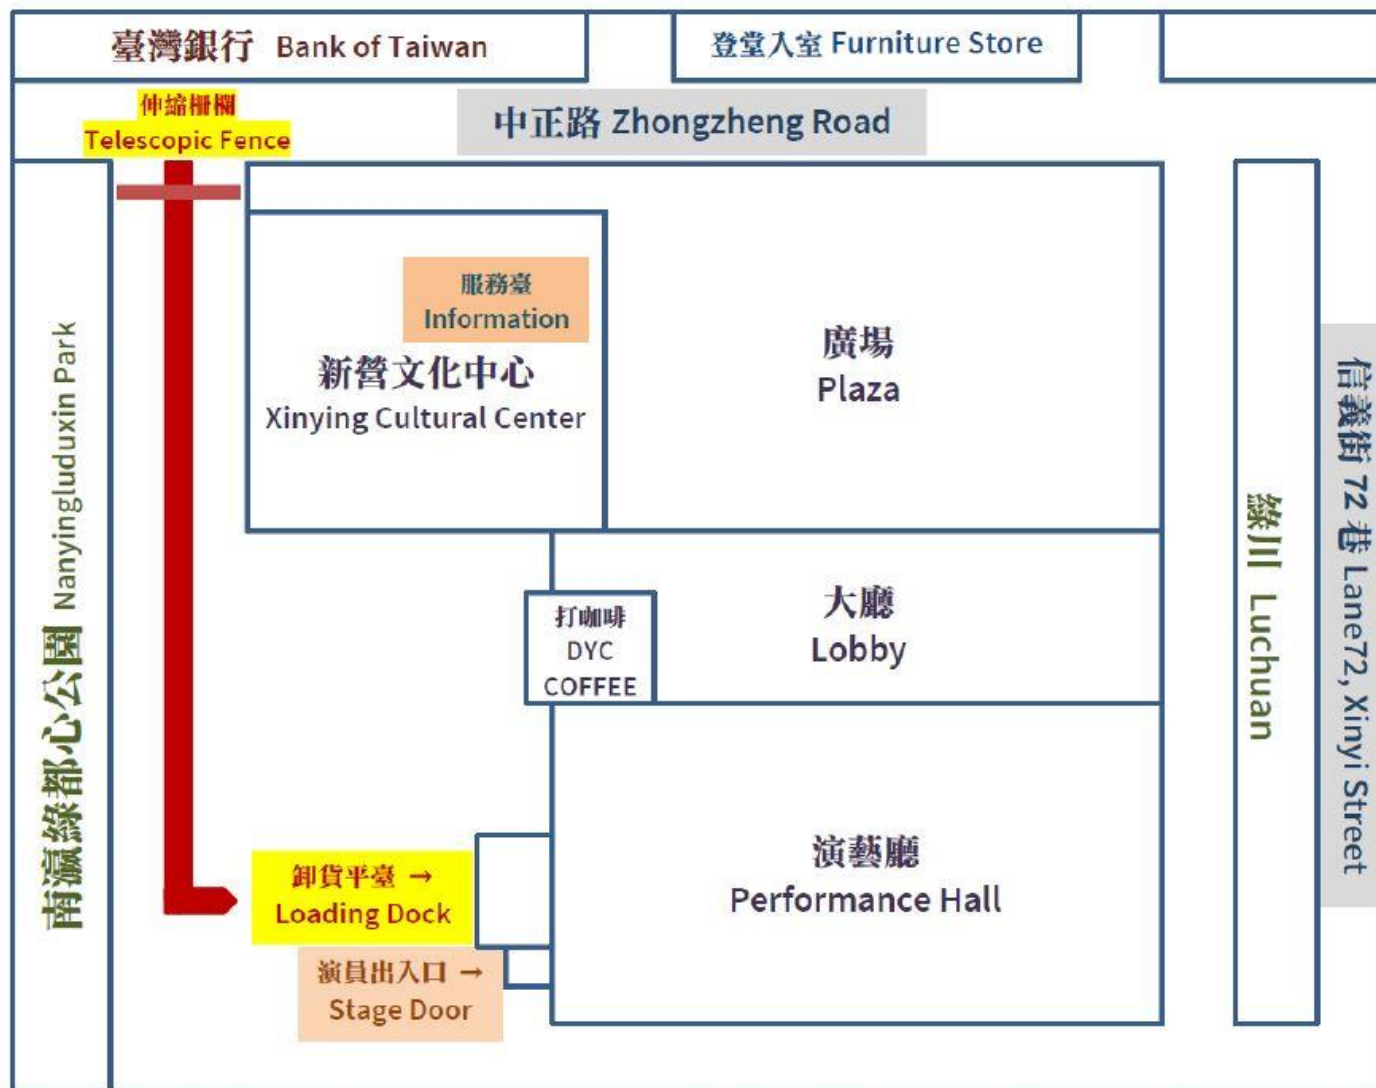 臺灣銀行 Bank of Taiwan
登堂入室 Furniture Store
伸縮柵欄
Telescopic Fence
中正路 Zhongzheng Road
服務臺
Information
新營文化中心
Xinying Cultural Center
廣場
Plaza
南瀛綠都心公園 Nanyingluduxin Park
打咖啡
DYC
COFFEE
大廳
Lobby
綠川 Luchuan
信義街 72 巷 Lane72, Xinyi Street
卸貨平臺 →
Loading Dock
演藝廳
Performance Hall
演員出入口 →
Stage Door